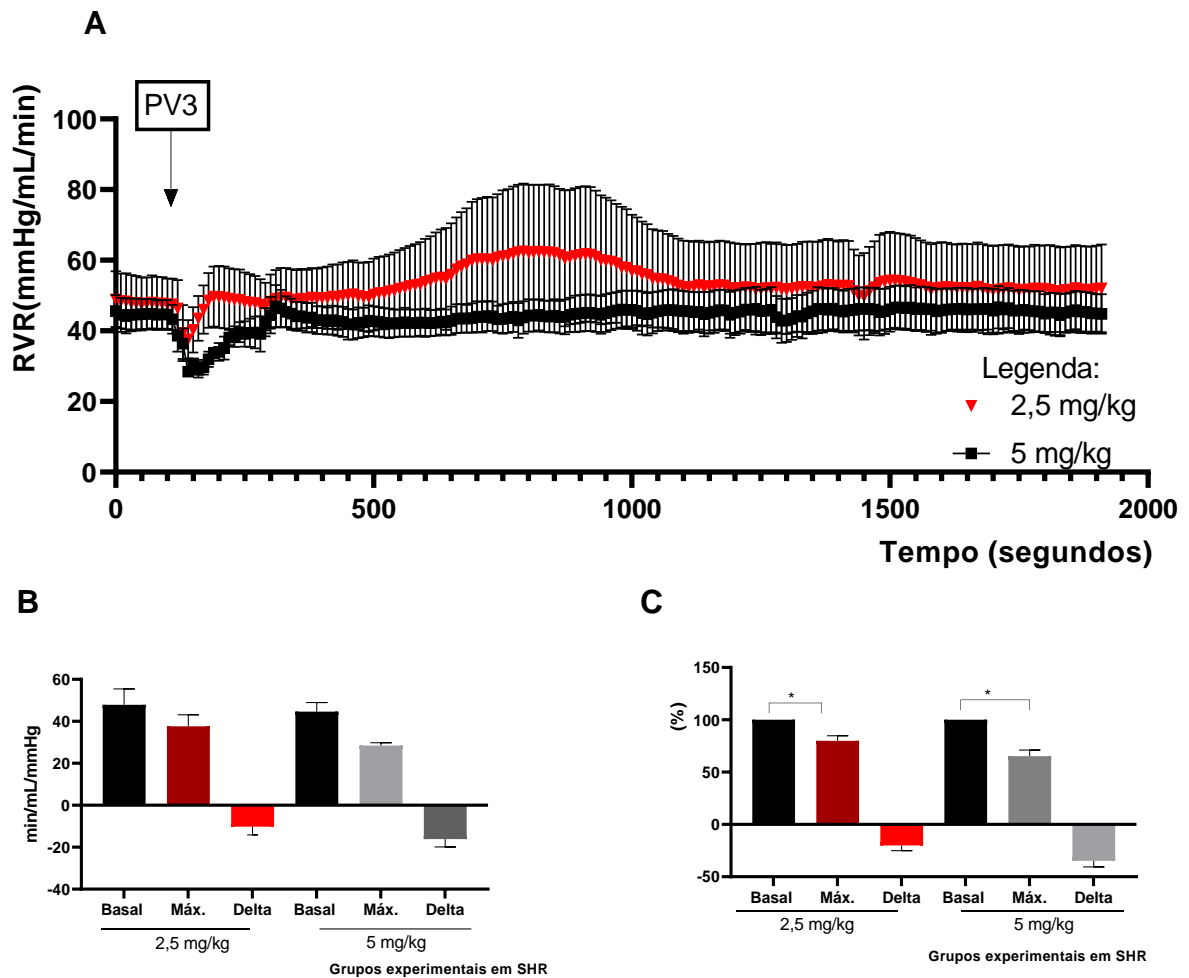 A
PV3
RVR(mmHg/mL/min)
100
80
60
40
20
0
0
500
1000
1500
2000
Tempo (segundos)
Legenda:
2,5 mg/kg
5 mg/kg
B
min/mL/mmHg
60
40
20
0
-20
-40
Basal Máx. Delta Basal Máx. Delta
2,5 mg/kg 5 mg/kg
Grupos experimentais em SHR
C
(%)
150
100
50
0
-50
* *
Basal Máx. Delta Basal Máx. Delta
2,5 mg/kg 5 mg/kg
Grupos experimentais em SHR